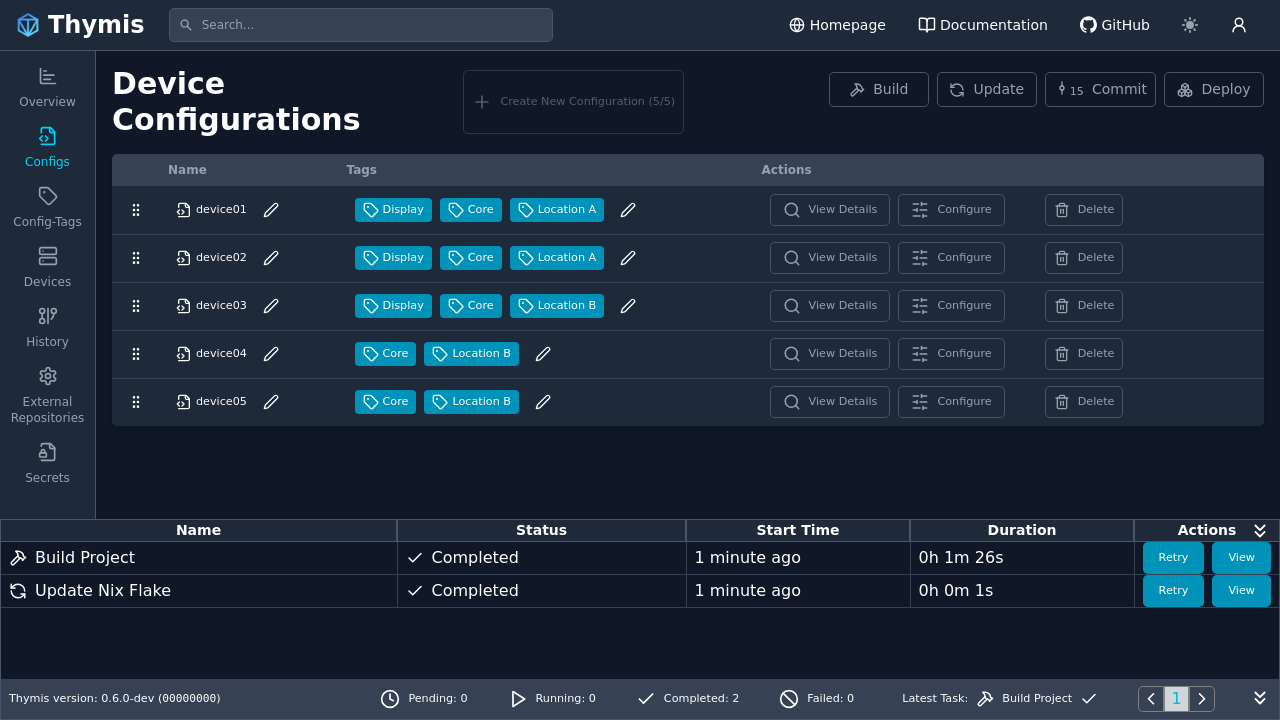 Thymis
Search...
Homepage
Documentation
GitHub
Overview
Configs
Config-Tags
Devices
History
External
Repositories
Secrets
Device
Configurations
Create New Configuration (5/5)
Build
Update
15 Commit
Deploy
Name Tags Actions
device01 Display Core Location A View Details Configure Delete
device02 Display Core Location A View Details Configure Delete
device03 Display Core Location B View Details Configure Delete
device04 Core Location B View Details Configure Delete
device05 Core Location B View Details Configure Delete
Name Status Start Time Duration Actions
Build Project Completed 1 minute ago 0h 1m 26s Retry View
Update Nix Flake Completed 1 minute ago 0h 0m 1s Retry View
Thymis version: 0.6.0-dev (00000000) Pending: 0 Running: 0 Completed: 2 Failed: 0 Latest Task: Build Project 1